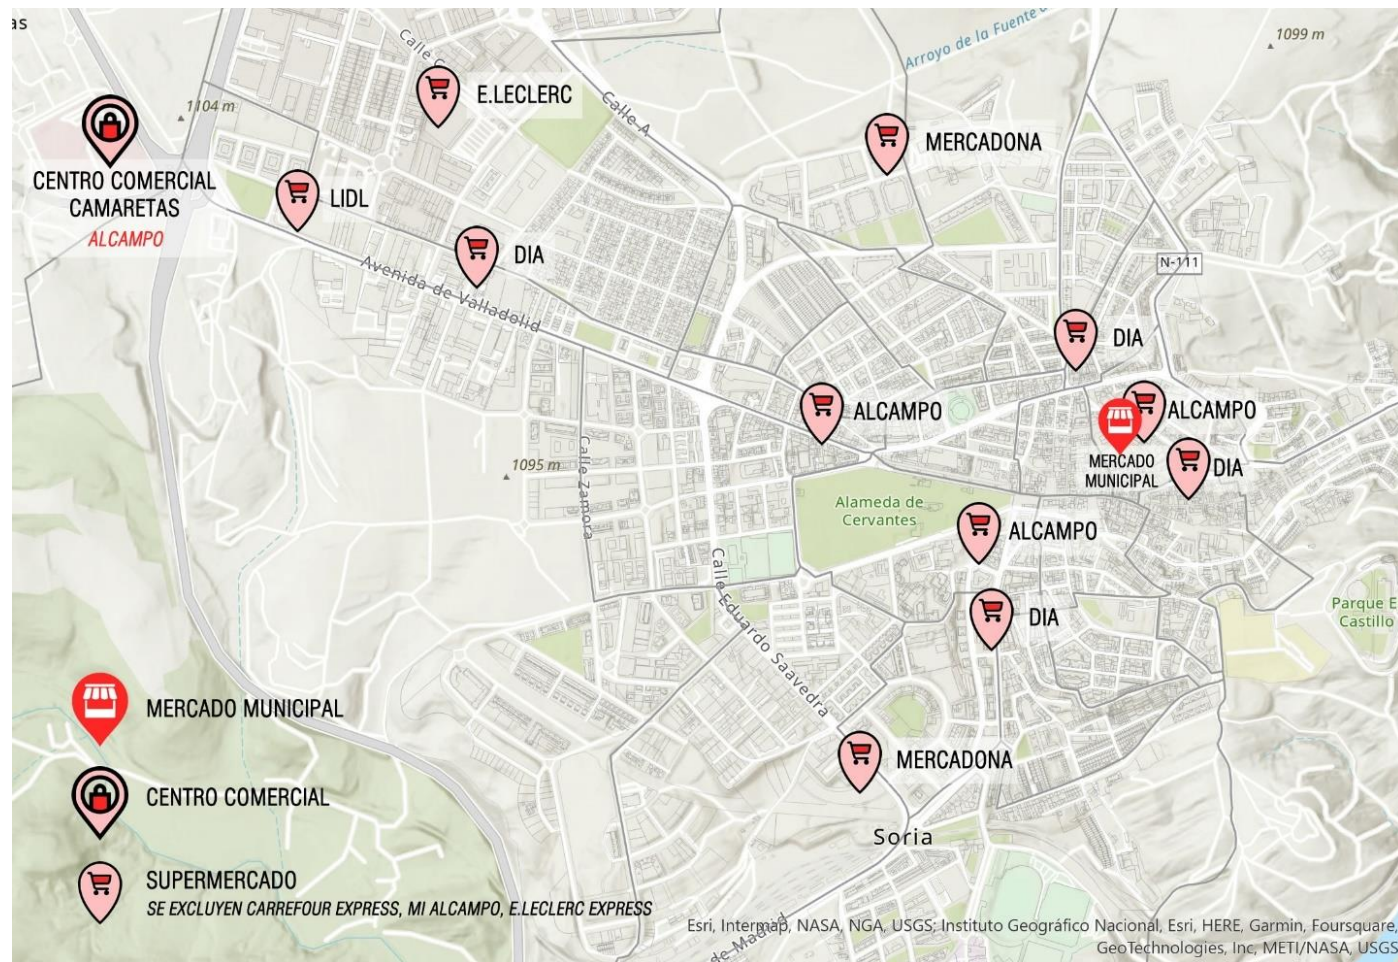 as
1099 m
Arroyo de la Fuente
Calle
E.LECLERC
Calle A
1104 m
MERCADONA
CENTRO COMERCIAL
CAMARETAS
ALCAMPO
LIDL
DIA
Avenida de Valladolid
N-111
DIA
ALCAMPO
ALCAMPO
MERCADO
MUNICIPAL
DIA
1095 m
Calle Zamora
Alameda de
Cervantes
ALCAMPO
Calle Eduardo Saavedra
DIA
Parque E
Castillo
MERCADO MUNICIPAL
MERCADONA
CENTRO COMERCIAL
Soria
SUPERMERCADO
SE EXCLUYEN CARREFOUR EXPRESS, MI ALCAMPO, E.LECLERC EXPRESS
de Madrid
Esri, Intermap, NASA, NGA, USGS; Instituto Geográfico Nacional, Esri, HERE, Garmin, Foursquare,
GeoTechnologies, Inc, METI/NASA, USGS